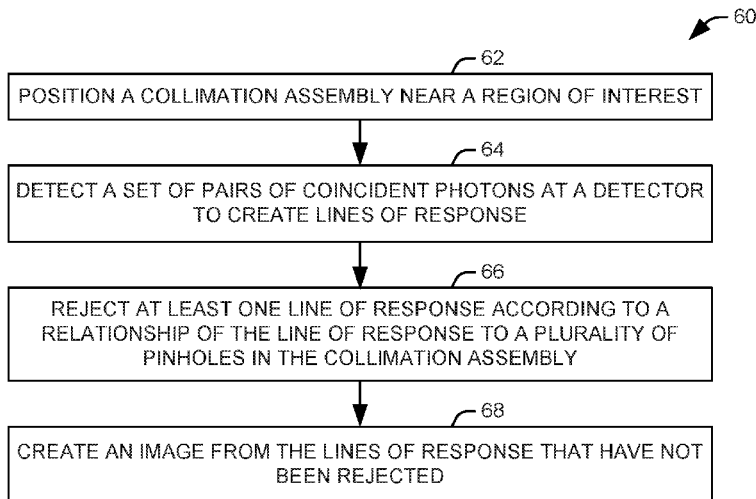 60
62
POSITION A COLLIMATION ASSEMBLY NEAR A REGION OF INTEREST
64
DETECT A SET OF PAIRS OF COINCIDENT PHOTONS AT A DETECTOR
TO CREATE LINES OF RESPONSE
66
REJECT AT LEAST ONE LINE OF RESPONSE ACCORDING TO A
RELATIONSHIP OF THE LINE OF RESPONSE TO A PLURALITY OF
PINHOLES IN THE COLLIMATION ASSEMBLY
68
CREATE AN IMAGE FROM THE LINES OF RESPONSE THAT HAVE NOT
BEEN REJECTED